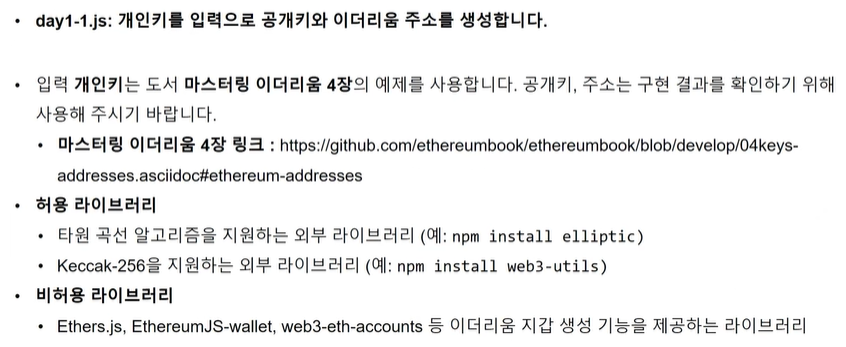 • day1-1.js: 개인키를 입력으로 공개키와 이더리움 주소를 생성합니다.
• 입력 개인키는 도서 마스터링 이더리움 4장의 예제를 사용합니다. 공개키, 주소는 구현 결과를 확인하기 위해
사용해 주시기 바랍니다.
• 마스터링 이더리움 4장 링크 : https://github.com/ethereumbook/ethereumbook/blob/develop/04keys-
addresses.asciidoc#ethereum-addresses
• 허용 라이브러리
• 타원 곡선 알고리즘을 지원하는 외부 라이브러리 (예: npm install elliptic)
• Keccak-256을 지원하는 외부 라이브러리 (예: npm install web3-utils)
• 비허용 라이브러리
• Ethers.js, EthereumJS-wallet, web3-eth-accounts 등 이더리움 지갑 생성 기능을 제공하는 라이브러리